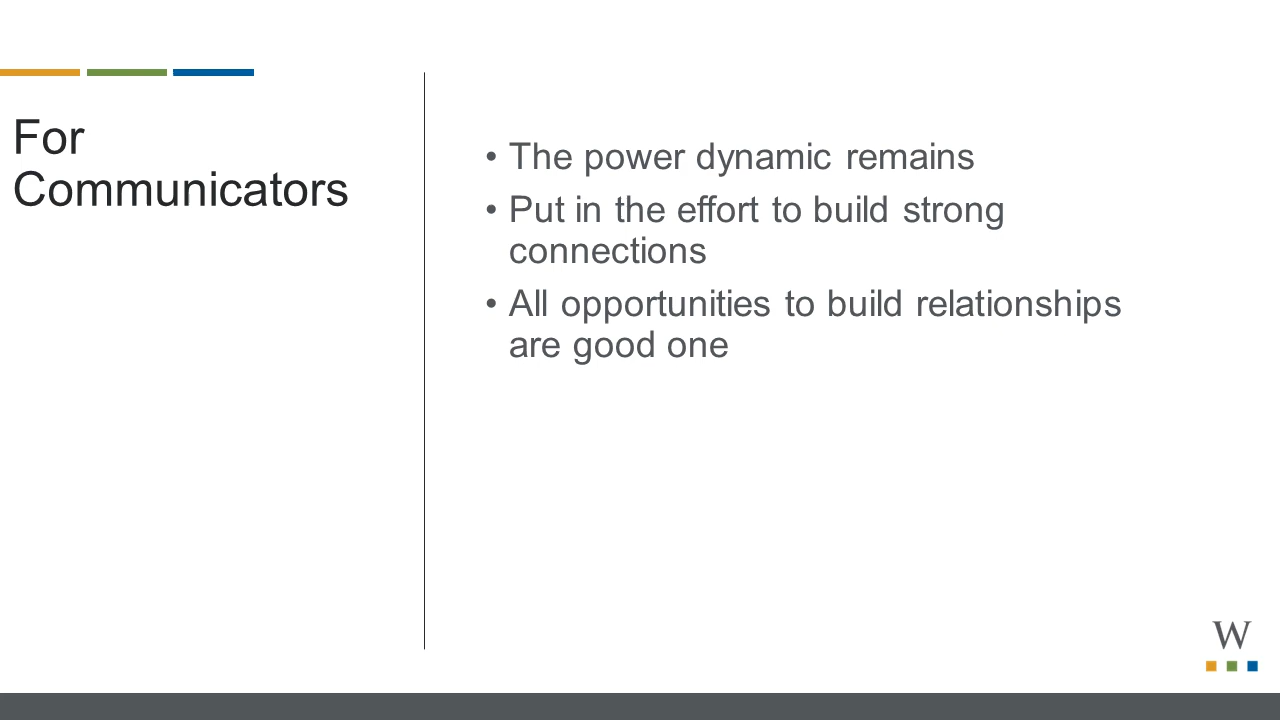 For
Communicators
• The power dynamic remains
• Put in the effort to build strong
connections
• All opportunities to build relationships
are good one
W